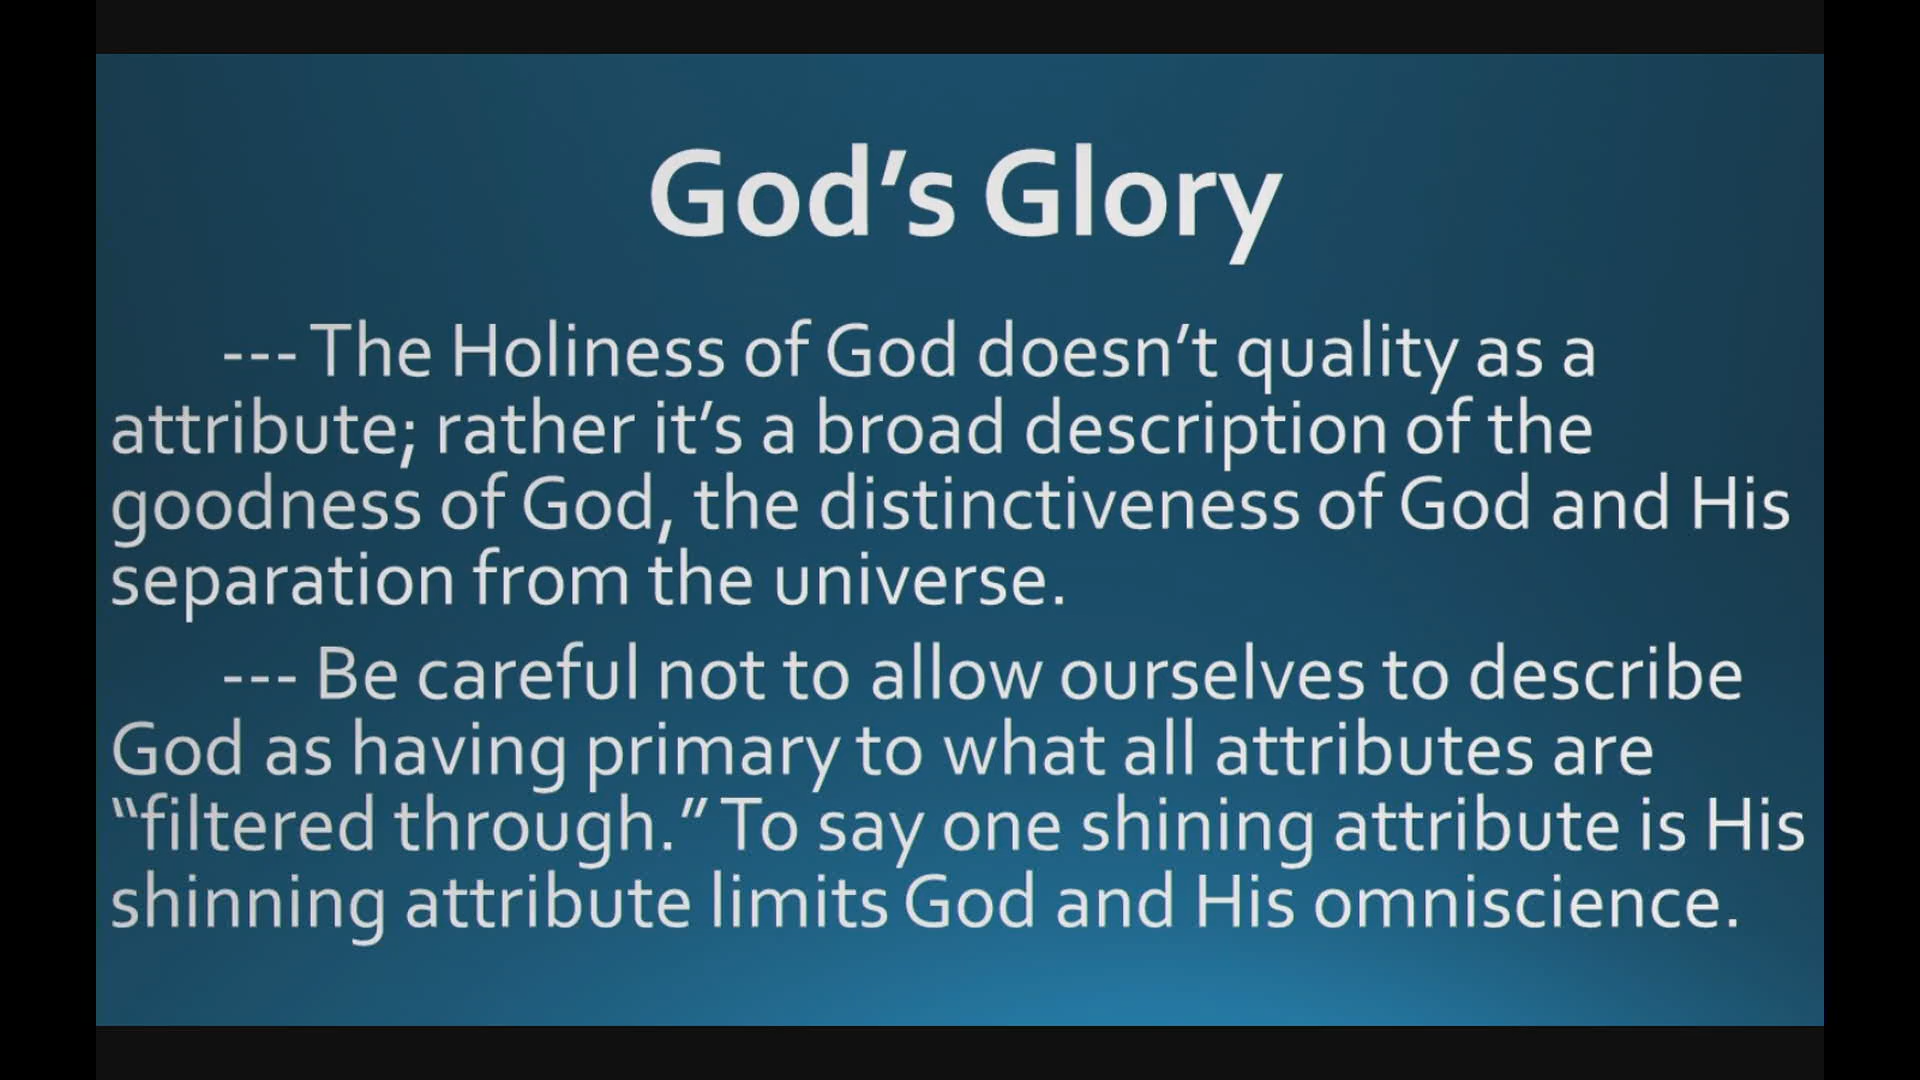 God’s Glory
--- The Holiness of God doesn’t quality as a
attribute; rather it’s a broad description of the
goodness of God, the distinctiveness of God and His
separation from the universe.
--- Be careful not to allow ourselves to describe
God as having primary to what all attributes are
“filtered through.” To say one shining attribute is His
shinning attribute limits God and His omniscience.